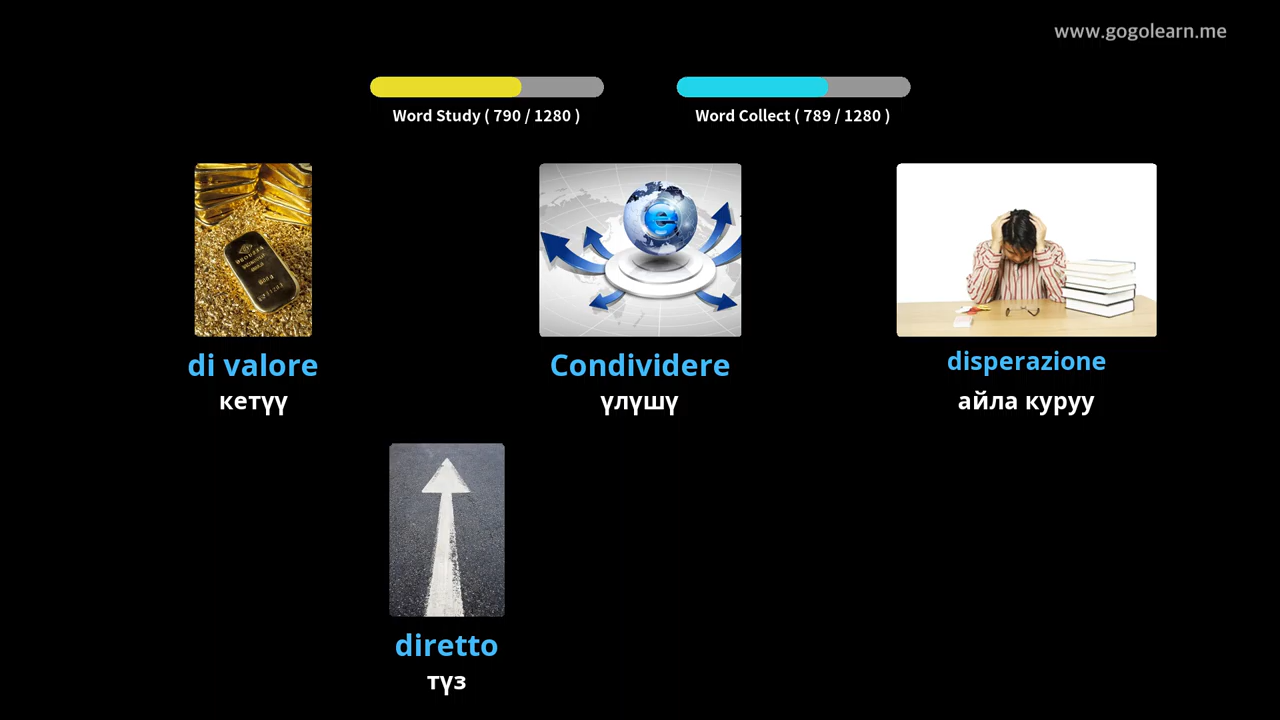 www.gogolearn.me
Word Study ( 790 / 1280 )
Word Collect ( 789 / 1280 )
di valore
кетүү
Condividere
үлүшү
disperazione
айла куруу
diretto
түз